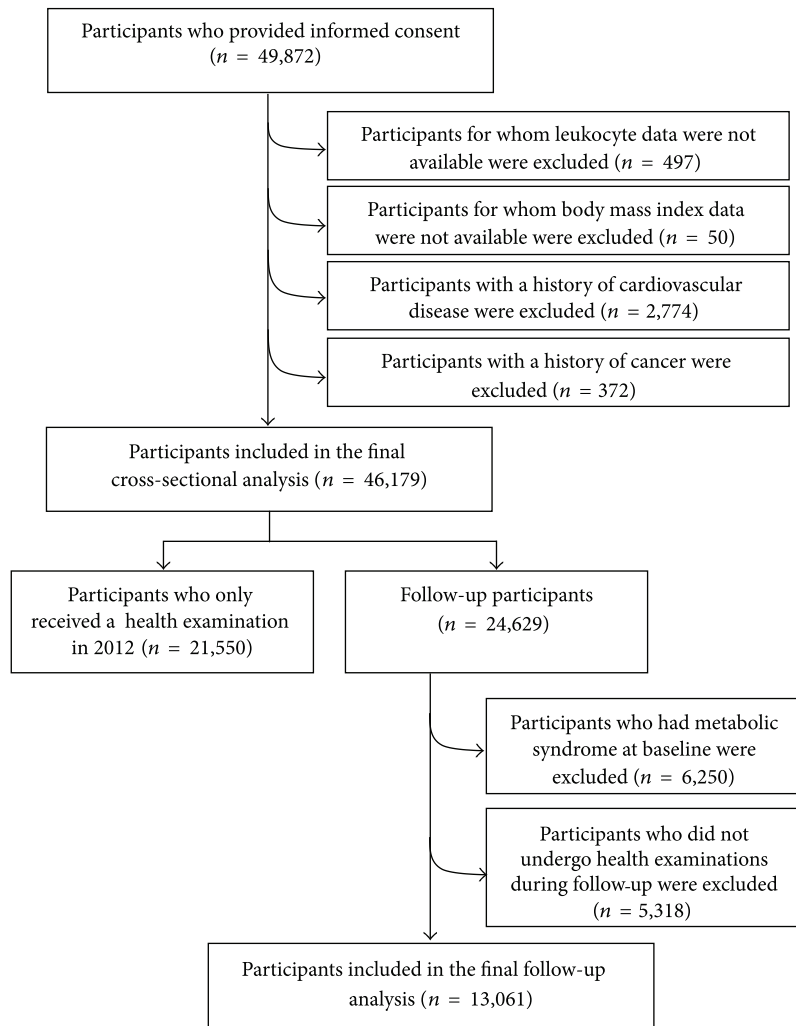 Participants who provided informed consent
(n = 49,872)
Participants for whom leukocyte data were not
available were excluded (n = 497)
Participants for whom body mass index data
were not available were excluded (n = 50)
Participants with a history of cardiovascular
disease were excluded (n = 2,774)
Participants with a history of cancer were
excluded (n = 372)
Participants included in the final
cross-sectional analysis (n = 46,179)
Participants who only
received a health examination
in 2012 (n = 21,550)
Follow-up participants
(n = 24,629)
Participants who had metabolic
syndrome at baseline were
excluded (n = 6,250)
Participants who did not
undergo health examinations
during follow-up were excluded
(n = 5,318)
Participants included in the final follow-up
analysis (n = 13,061)